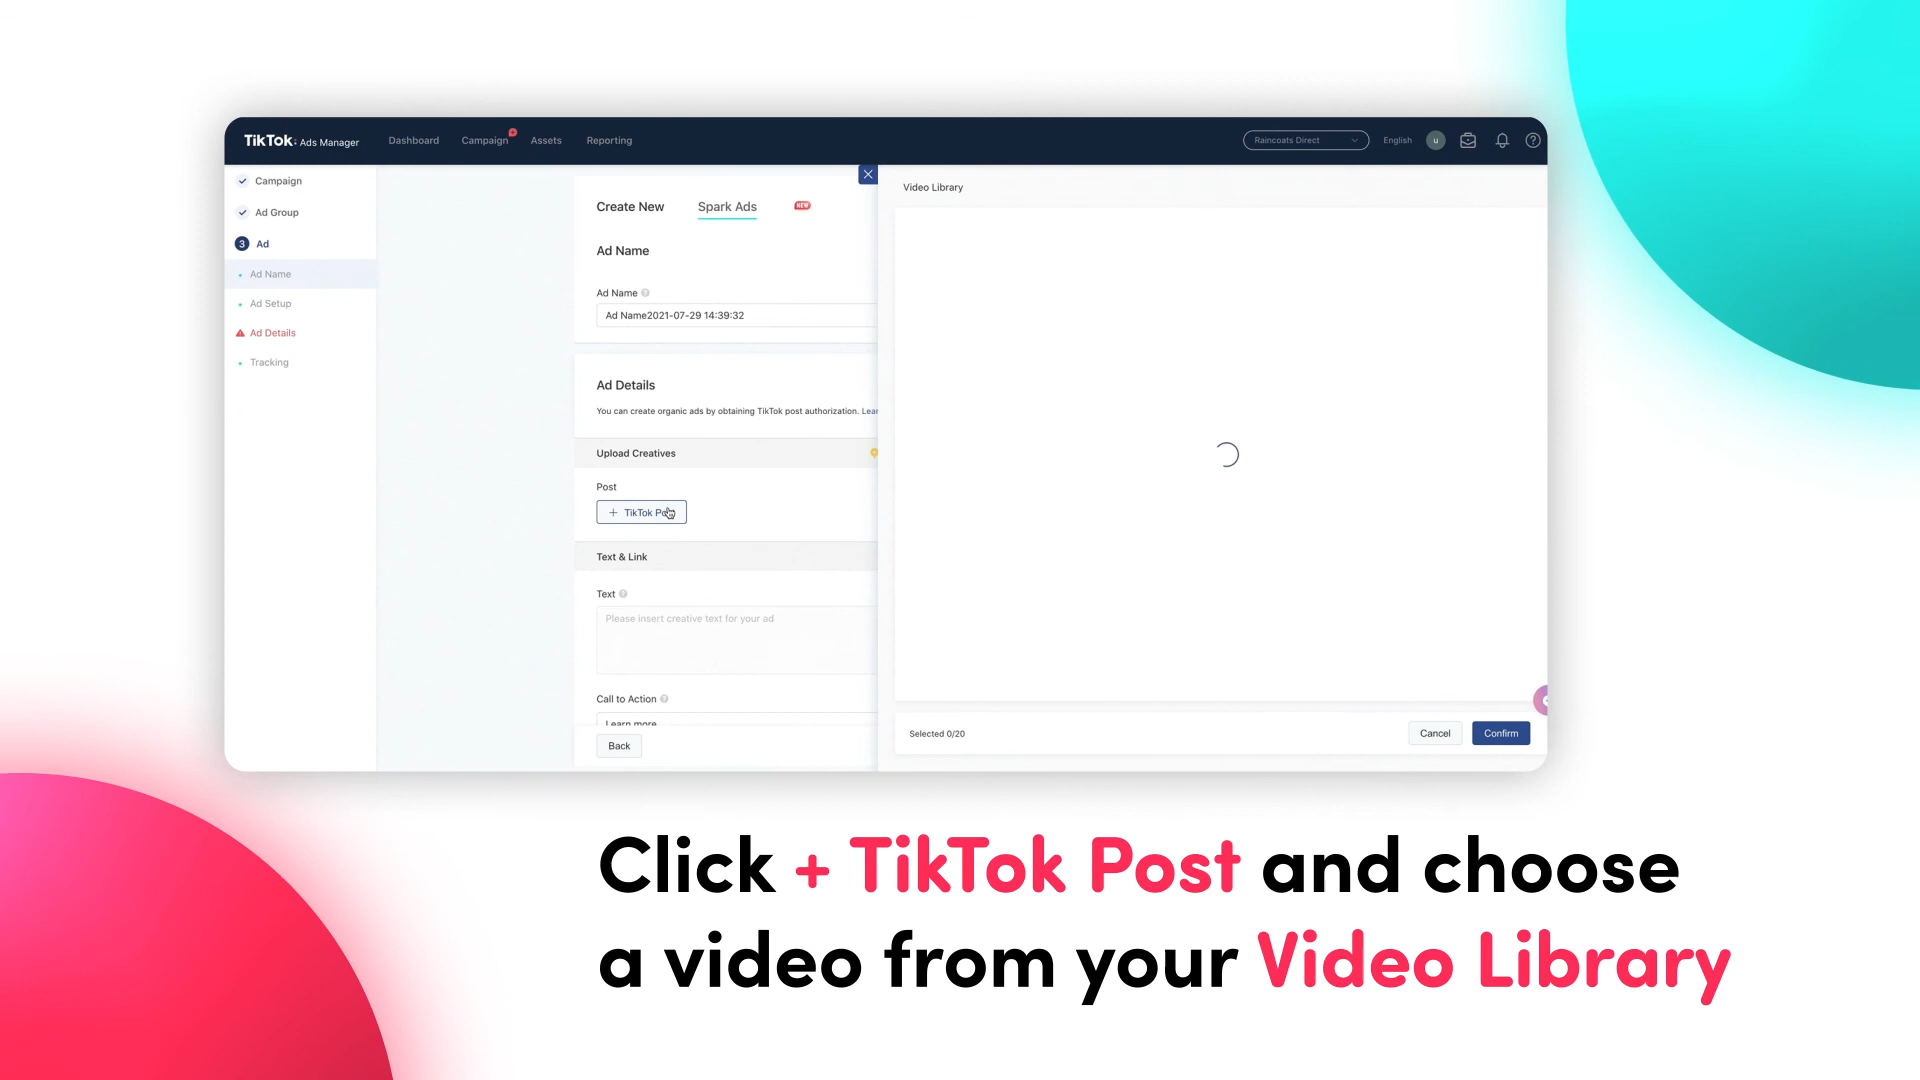 TikTok: Ads Manager
Dashboard
Campaign
Assets
Reporting
Raincoats Direct
English
u
Campaign
Ad Group
3 Ad
Ad Name
Ad Setup
Ad Details
Tracking
Create New
Spark Ads
NEW
Ad Name
Ad Name
Ad Name2021-07-29 14:39:32
Ad Details
You can create organic ads by obtaining TikTok post authorization.
Upload Creatives
Post
+ TikTok
Text & Link
Text
Please insert creative text for your ad
Call to Action
Learn more
Back
Video Library
Selected 0/20
Cancel
Confirm
Click + TikTok Post and choose
a video from your Video Library